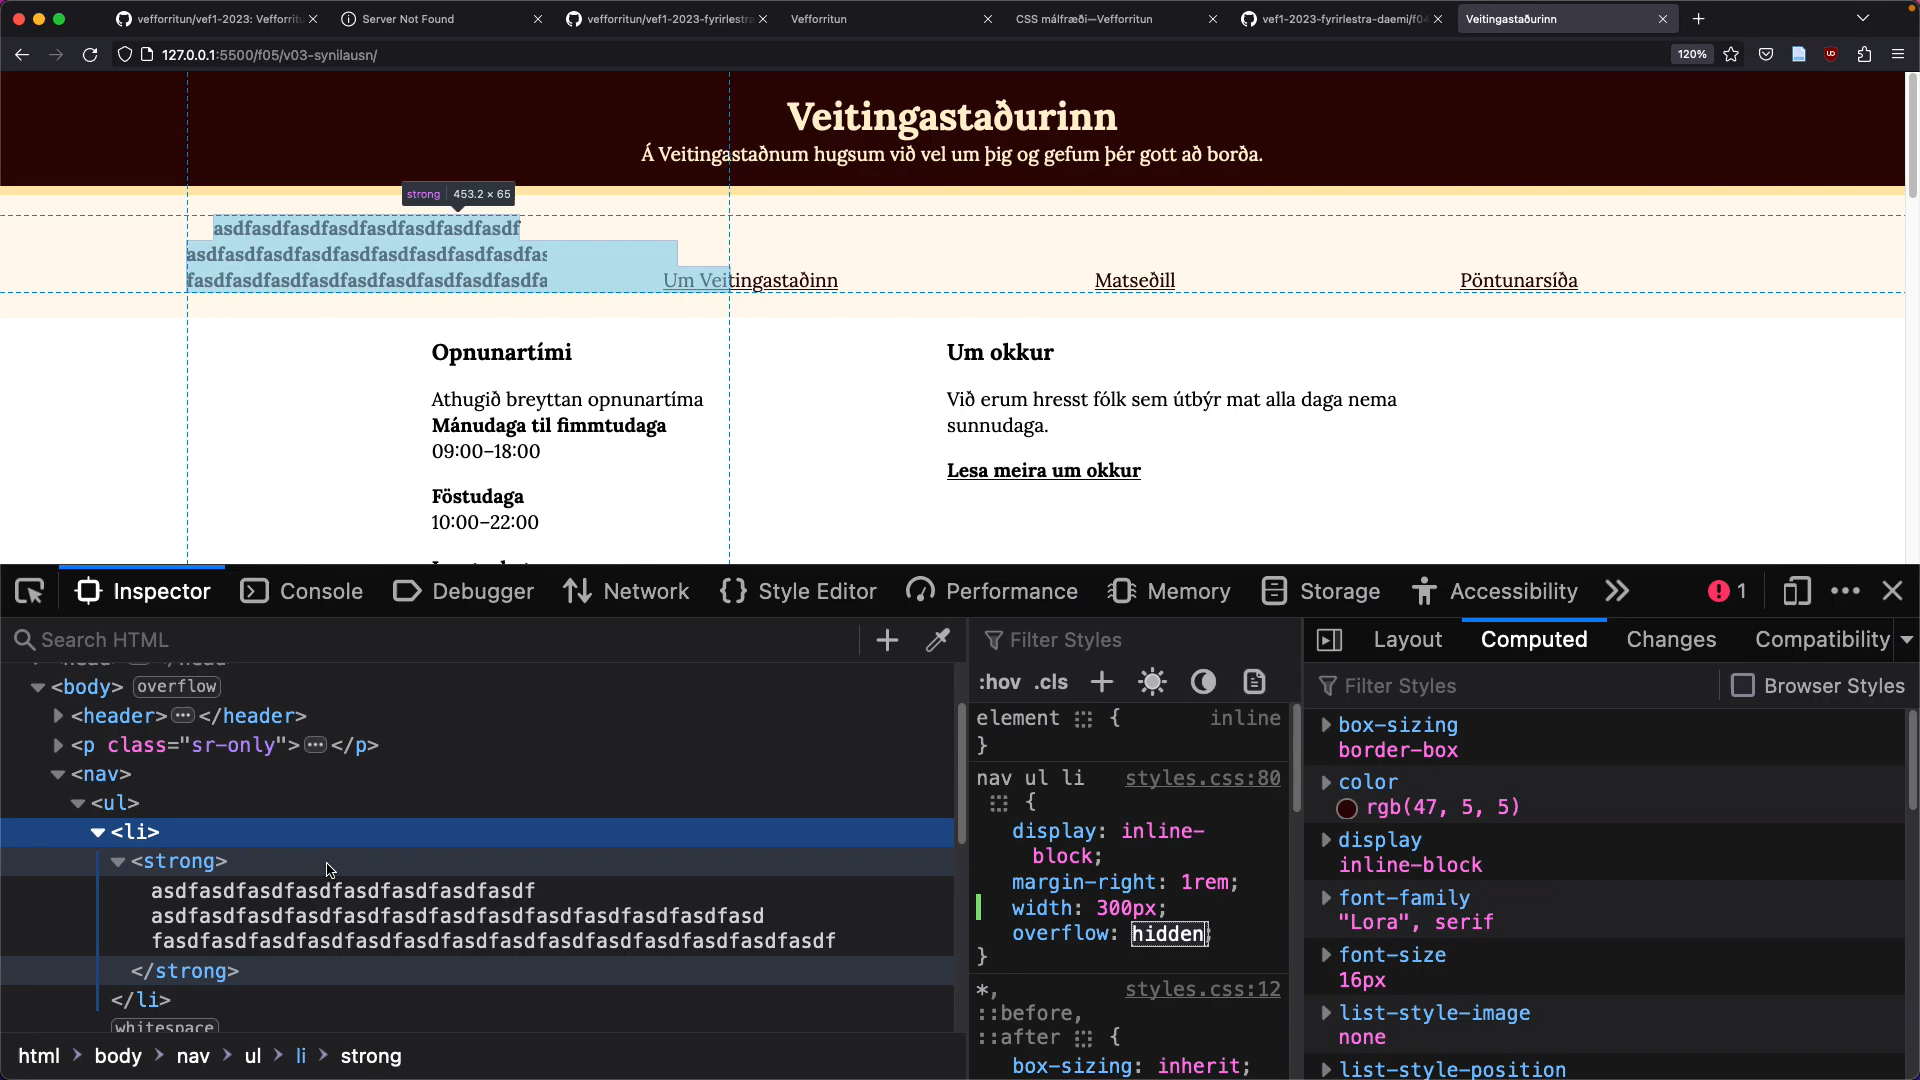 vefforritun/vef1-2023: Vefforritu
Server Not Found
vefforritun/vef1-2023-fyrirlestra
Vefforritun
CSS málfræði—Vefforritun
vef1-2023-fyrirlestra-daemi/f04
Veitingastaðurinn
127.0.0.1:5500/f05/v03-synilausn/
120%
Veitingastaðurinn
Á Veitingastaðnum hugsum við vel um þig og gefum þér gott að borða.
strong 453.2 × 65
asdfasdfasdfasdfasdfasdfasdfasdf
asdfasdfasdfasdfasdfasdfasdfasdfasdfas
fasdfasdfasdfasdfasdfasdfasdfasdfasdfa
Um Veitingastaðinn
Matseðill
Pöntunarsíða
Opnunartími
Athugið breyttan opnunartíma
Mánudaga til fimmtudaga
09:00–18:00
Föstudaga
10:00–22:00
Um okkur
Við erum hresst fólk sem útbýr mat alla daga nema
sunnudaga.
Lesa meira um okkur
Inspector
Console
Debugger
Network
Style Editor
Performance
Memory
Storage
Accessibility
1
Search HTML
<body> overflow
<header> </header>
<p class="sr-only"> </p>
<nav>
<ul>
<li>
<strong>
asdfasdfasdfasdfasdfasdfasdfasdf
asdfasdfasdfasdfasdfasdfasdfasdfasdfasdfasdfasdfasd
fasdfasdfasdfasdfasdfasdfasdfasdfasdfasdfasdfasdfasdfasdf
</strong>
</li>
whitespace
html > body > nav > ul > li > strong
Filter Styles
:hov .cls
element { inline
}
nav ul li styles.css:80
{
display: inline-
block;
margin-right: 1rem;
width: 300px;
overflow: hidden;
}
*, styles.css:12
::before,
::after {
box-sizing: inherit;
Layout
Computed
Changes
Compatibility
Filter Styles
Browser Styles
box-sizing
border-box
color
rgb(47, 5, 5)
display
inline-block
font-family
"Lora", serif
font-size
16px
list-style-image
none
list-style-position